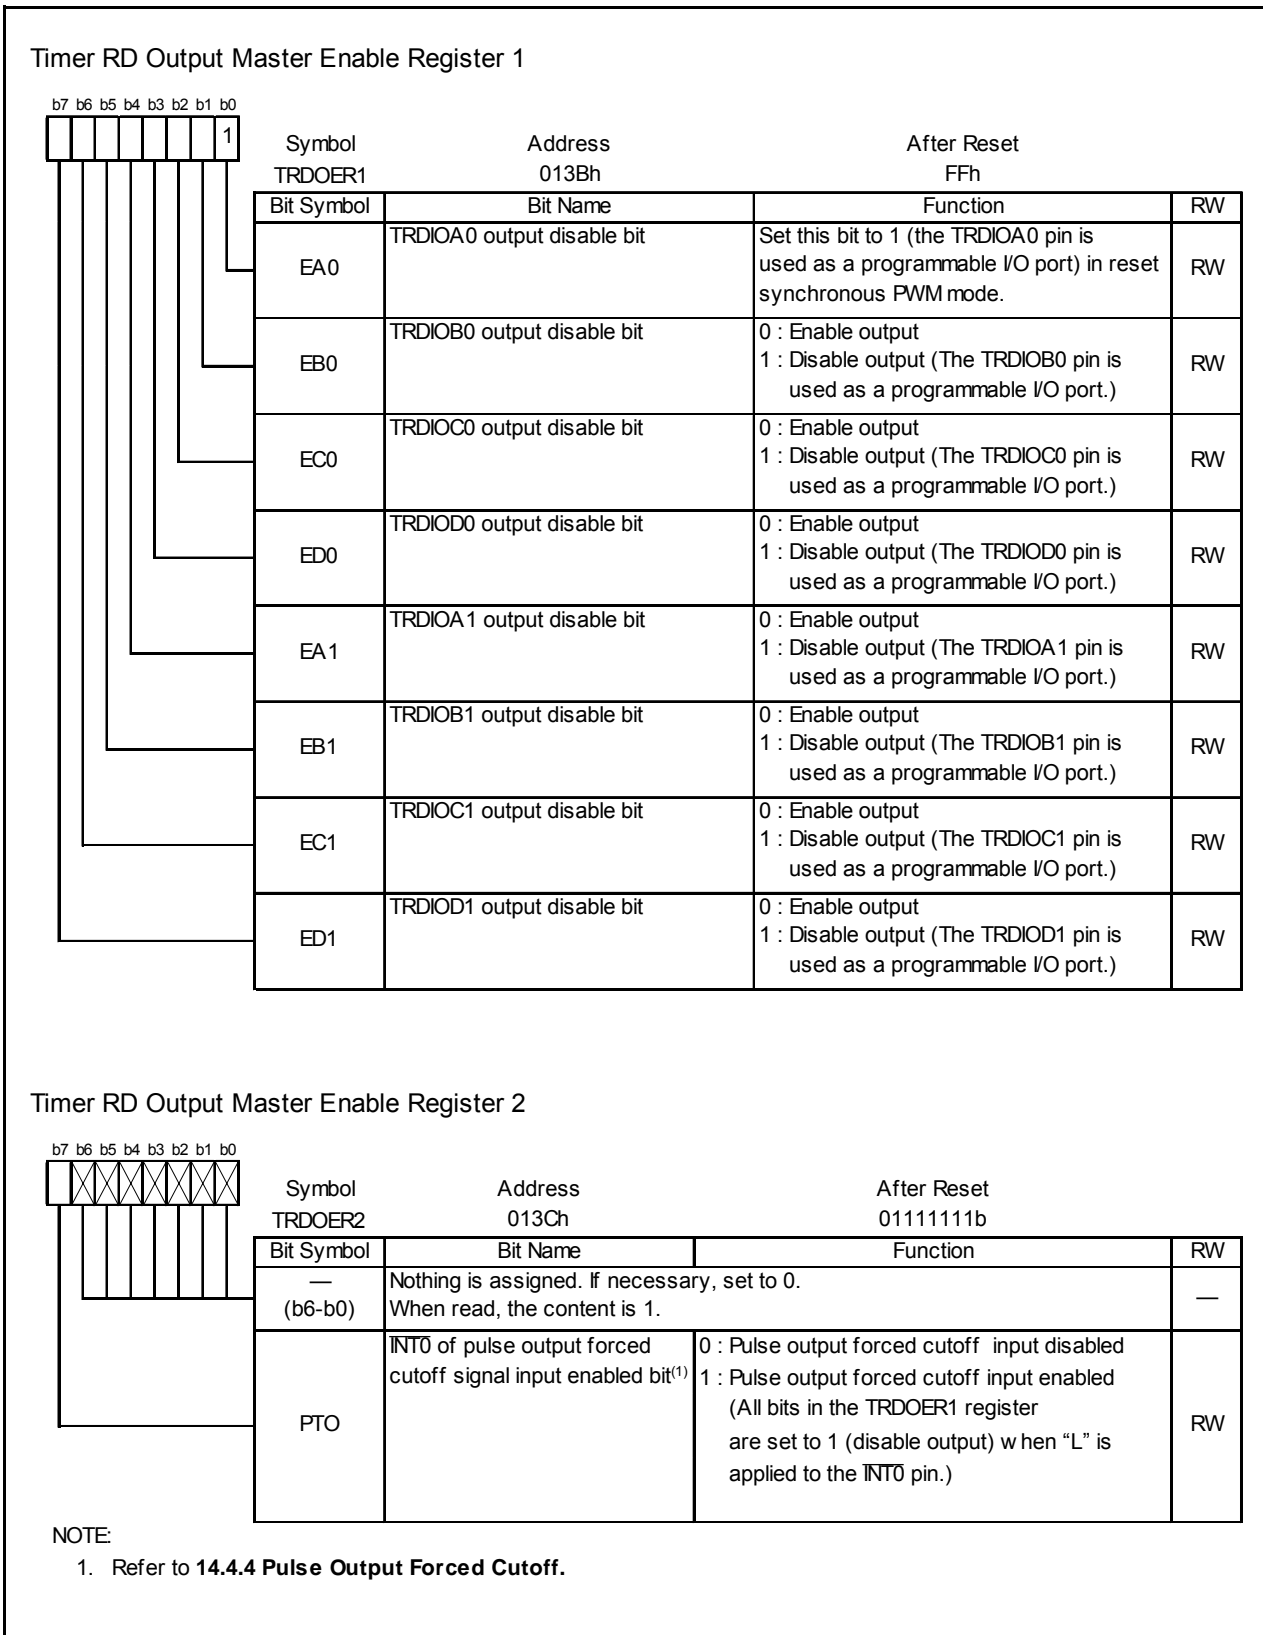 Timer RD Output Master Enable Register 1
b7 b6 b5 b4 b3 b2 b1 b0
1
Symbol Address After Reset
TRDOER1 013Bh FFh
Bit Symbol Bit Name Function RW
EA0 TRDIOA0 output disable bit Set this bit to 1 (the TRDIOA0 pin is
used as a programmable I/O port) in reset RW
synchronous PWM mode.
TRDIOB0 output disable bit 0 : Enable output
EB0 1 : Disable output (The TRDIOB0 pin is RW
used as a programmable I/O port.)
TRDIOC0 output disable bit 0 : Enable output
EC0 1 : Disable output (The TRDIOC0 pin is RW
used as a programmable I/O port.)
TRDIOD0 output disable bit 0 : Enable output
ED0 1 : Disable output (The TRDIOD0 pin is RW
used as a programmable I/O port.)
TRDIOA1 output disable bit 0 : Enable output
EA1 1 : Disable output (The TRDIOA1 pin is RW
used as a programmable I/O port.)
TRDIOB1 output disable bit 0 : Enable output
EB1 1 : Disable output (The TRDIOB1 pin is RW
used as a programmable I/O port.)
TRDIOC1 output disable bit 0 : Enable output
EC1 1 : Disable output (The TRDIOC1 pin is RW
used as a programmable I/O port.)
TRDIOD1 output disable bit 0 : Enable output
ED1 1 : Disable output (The TRDIOD1 pin is RW
used as a programmable I/O port.)
Timer RD Output Master Enable Register 2
b7 b6 b5 b4 b3 b2 b1 b0
Symbol Address After Reset
TRDOER2 013Ch 01111111b
Bit Symbol Bit Name Function RW
— Nothing is assigned. If necessary, set to 0. —
(b6-b0) When read, the content is 1.
INT0 of pulse output forced 0 : Pulse output forced cutoff input disabled
cutoff signal input enabled bit(1) 1 : Pulse output forced cutoff input enabled
(All bits in the TRDOER1 register
PTO are set to 1 (disable output) when “L” is RW
applied to the INT0 pin.)
NOTE:
1. Refer to 14.4.4 Pulse Output Forced Cutoff.